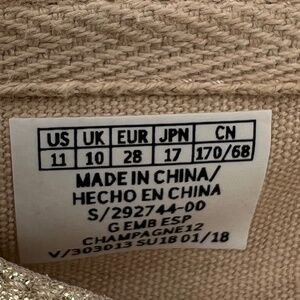 US UK EUR JPN CN
11 10 28 17 170/68
MADE IN CHINA/
HECHO EN CHINA
S/292744-00
G EMB ESP
CHAMPAGNE12
V/303013 SU18 01/18